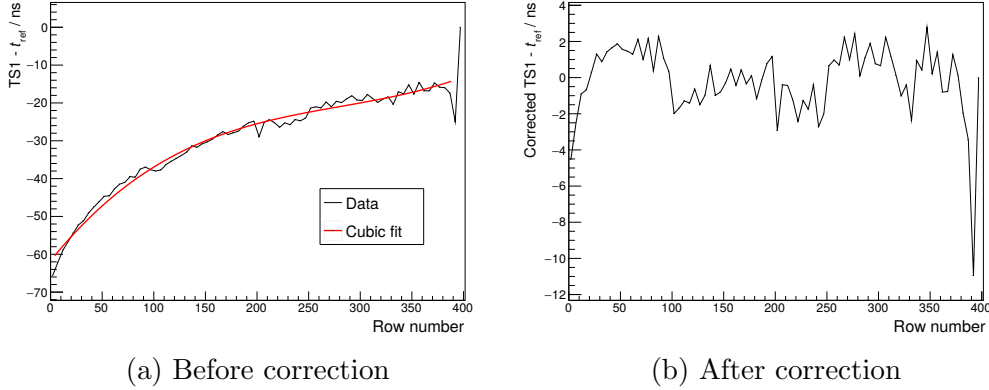 TS1 - t_ref / ns
0
−10
−20
−30
−40
−50
−60
−70
0 50 100 150 200 250 300 350 400
Row number
Data
Cubic fit
(a) Before correction
Corrected TS1 - t_ref / ns
4
2
0
−2
−4
−6
−8
−10
−12
0 50 100 150 200 250 300 350 400
Row number
(b) After correction